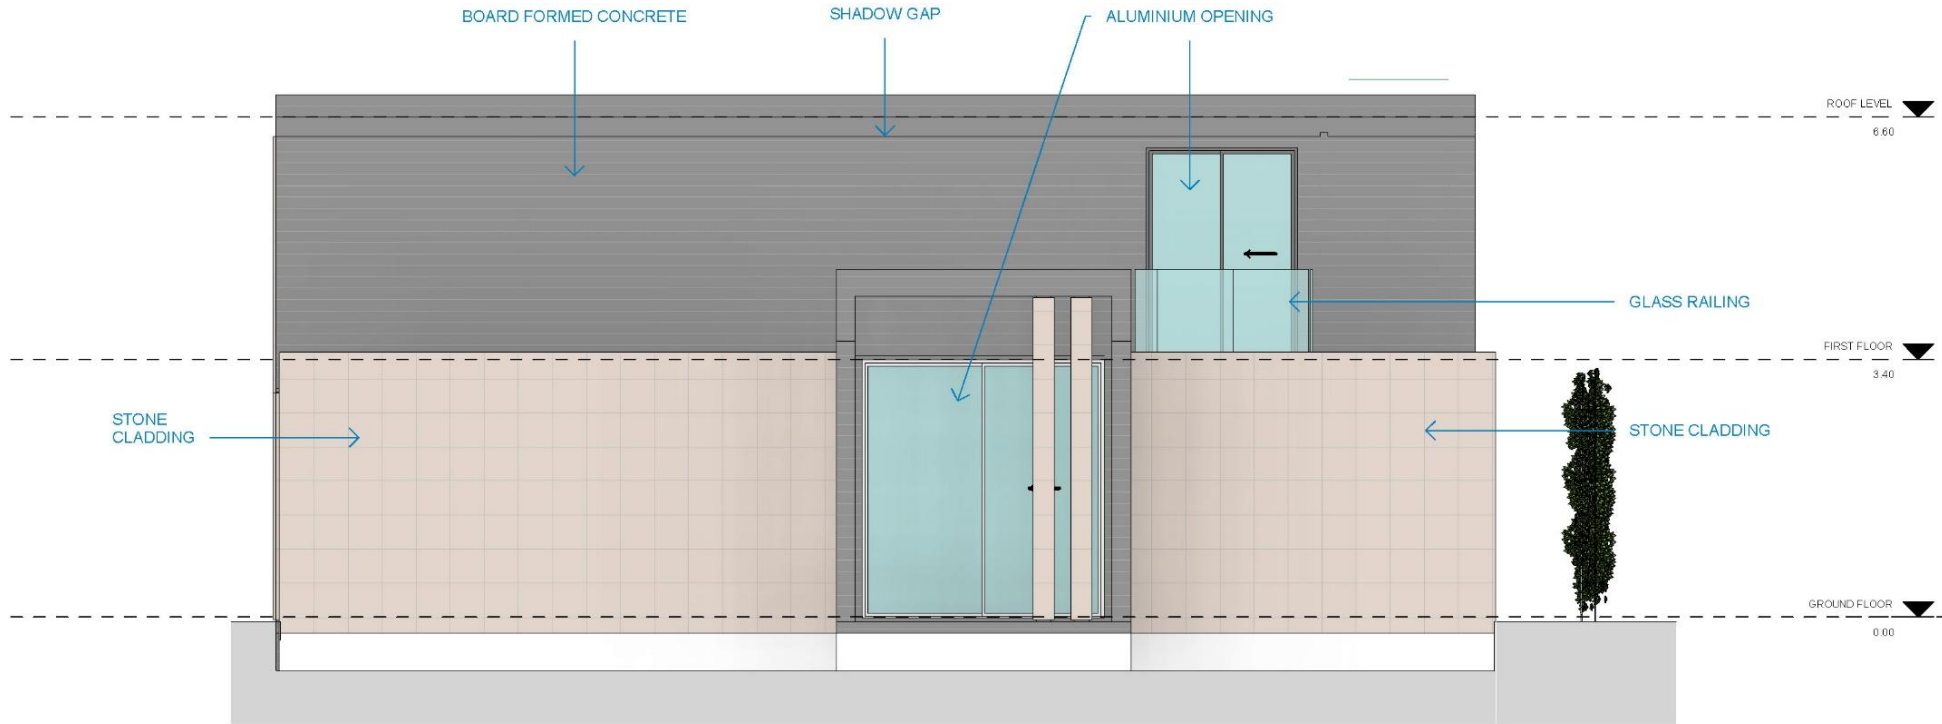 BOARD FORMED CONCRETE
SHADOW GAP
ALUMINIUM OPENING
ROOF LEVEL
6.60
GLASS RAILING
FIRST FLOOR
3.40
STONE
CLADDING
STONE CLADDING
GROUND FLOOR
0.00